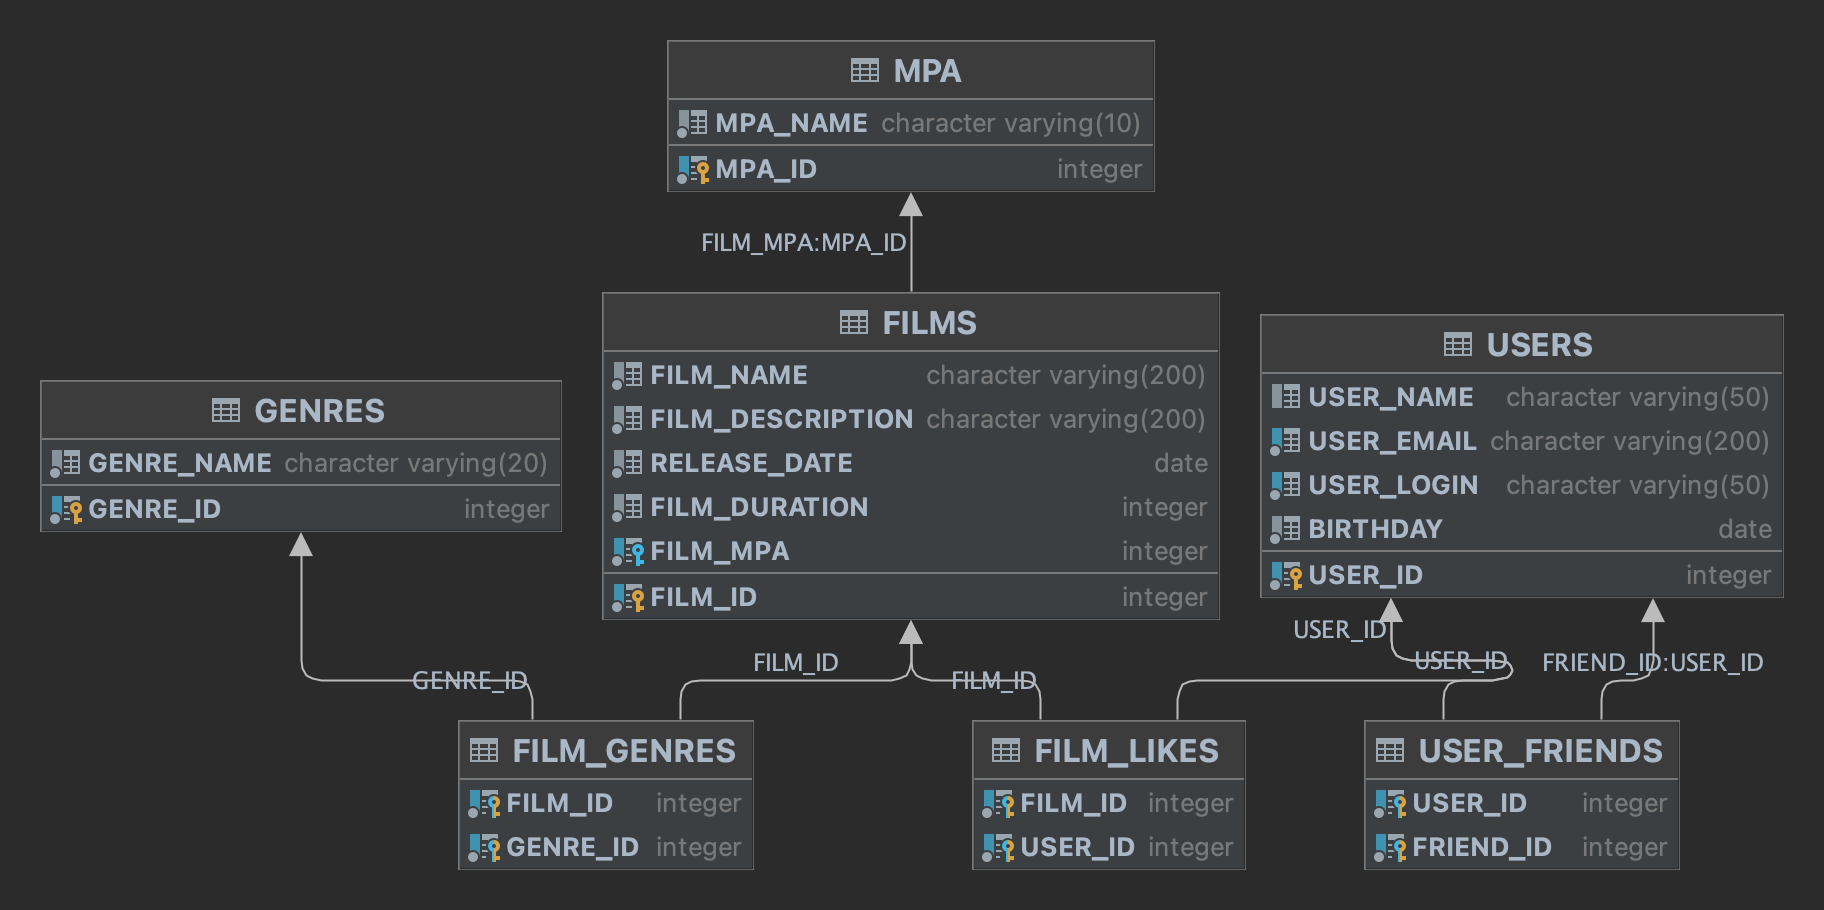 MPA
MPA_NAME character varying(10)
MPA_ID integer
FILM_MPA:MPA_ID
FILMS
FILM_NAME character varying(200)
FILM_DESCRIPTION character varying(200)
RELEASE_DATE date
FILM_DURATION integer
FILM_MPA integer
FILM_ID integer
USERS
USER_NAME character varying(50)
USER_EMAIL character varying(200)
USER_LOGIN character varying(50)
BIRTHDAY date
USER_ID integer
GENRES
GENRE_NAME character varying(20)
GENRE_ID integer
GENRE_ID
FILM_ID
FILM_ID
USER_ID
USER_ID
FRIEND_ID:USER_ID
FILM_GENRES
FILM_ID integer
GENRE_ID integer
FILM_LIKES
FILM_ID integer
USER_ID integer
USER_FRIENDS
USER_ID integer
FRIEND_ID integer